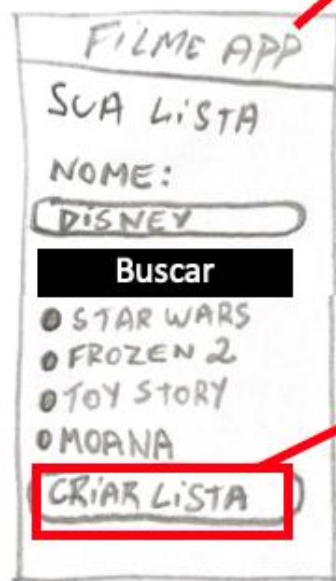 FILME APP
SUA LISTA
NOME:
DISNEY
Buscar
STAR WARS
FROZEN 2
TOY STORY
MOANA
CRIAR LISTA